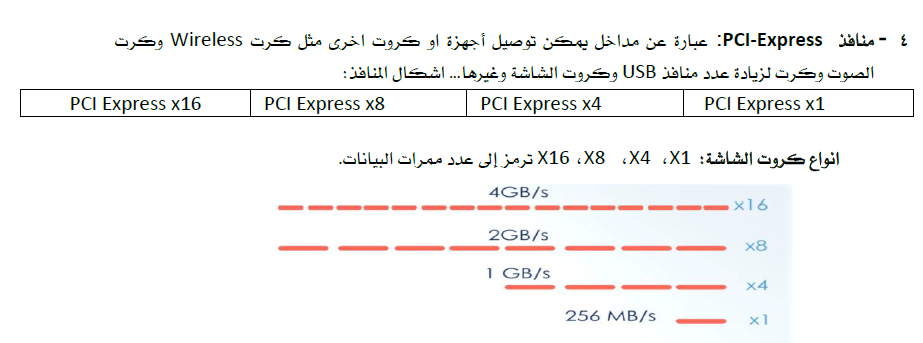 ٤ - منافذ PCI-Express: عبارة عن مداخل يمكن توصيل أجهزة او كروت اخرى مثل كرت Wireless وكرت
الصوت وكرت لزيادة عدد منافذ USB وكروت الشاشة وغيرها... اشكال المنافذ:
PCI Express x16 PCI Express x8 PCI Express x4 PCI Express x1
انواع كروت الشاشة: X1، X4، X8، X16 ترمز إلى عدد ممرات البيانات.
4GB/s x16
2GB/s x8
1 GB/s x4
256 MB/s x1